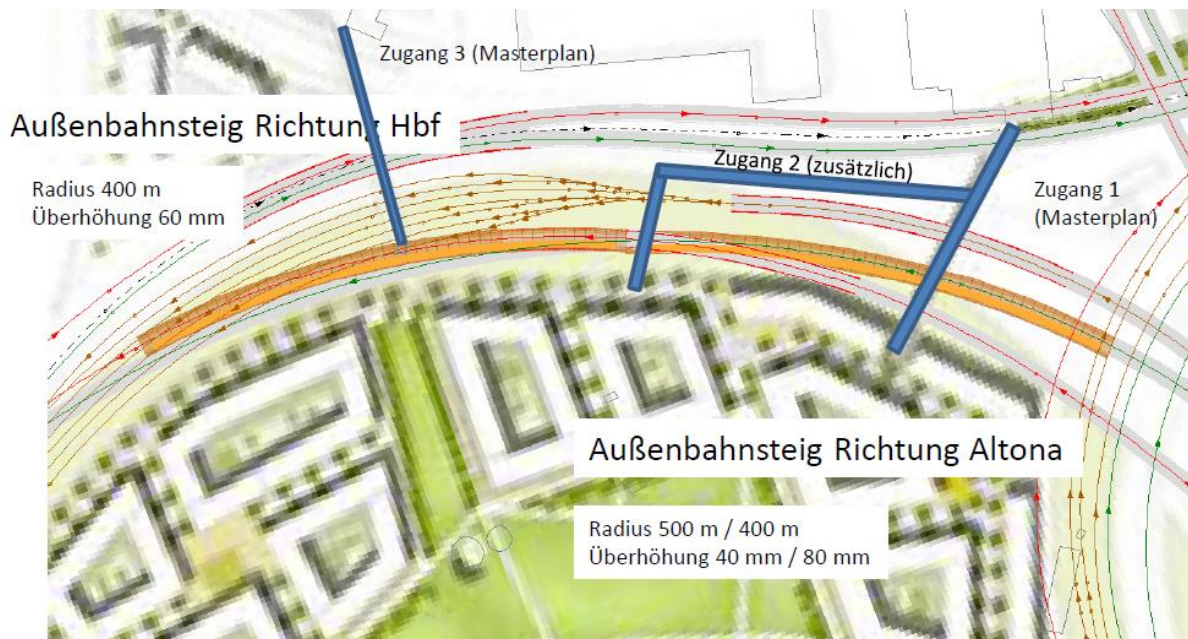 Zugang 3 (Masterplan)
Außenbahnsteig Richtung Hbf
Radius 400 m
Überhöhung 60 mm
Zugang 2 (zusätzlich)
Zugang 1
(Masterplan)
Außenbahnsteig Richtung Altona
Radius 500 m / 400 m
Überhöhung 40 mm / 80 mm